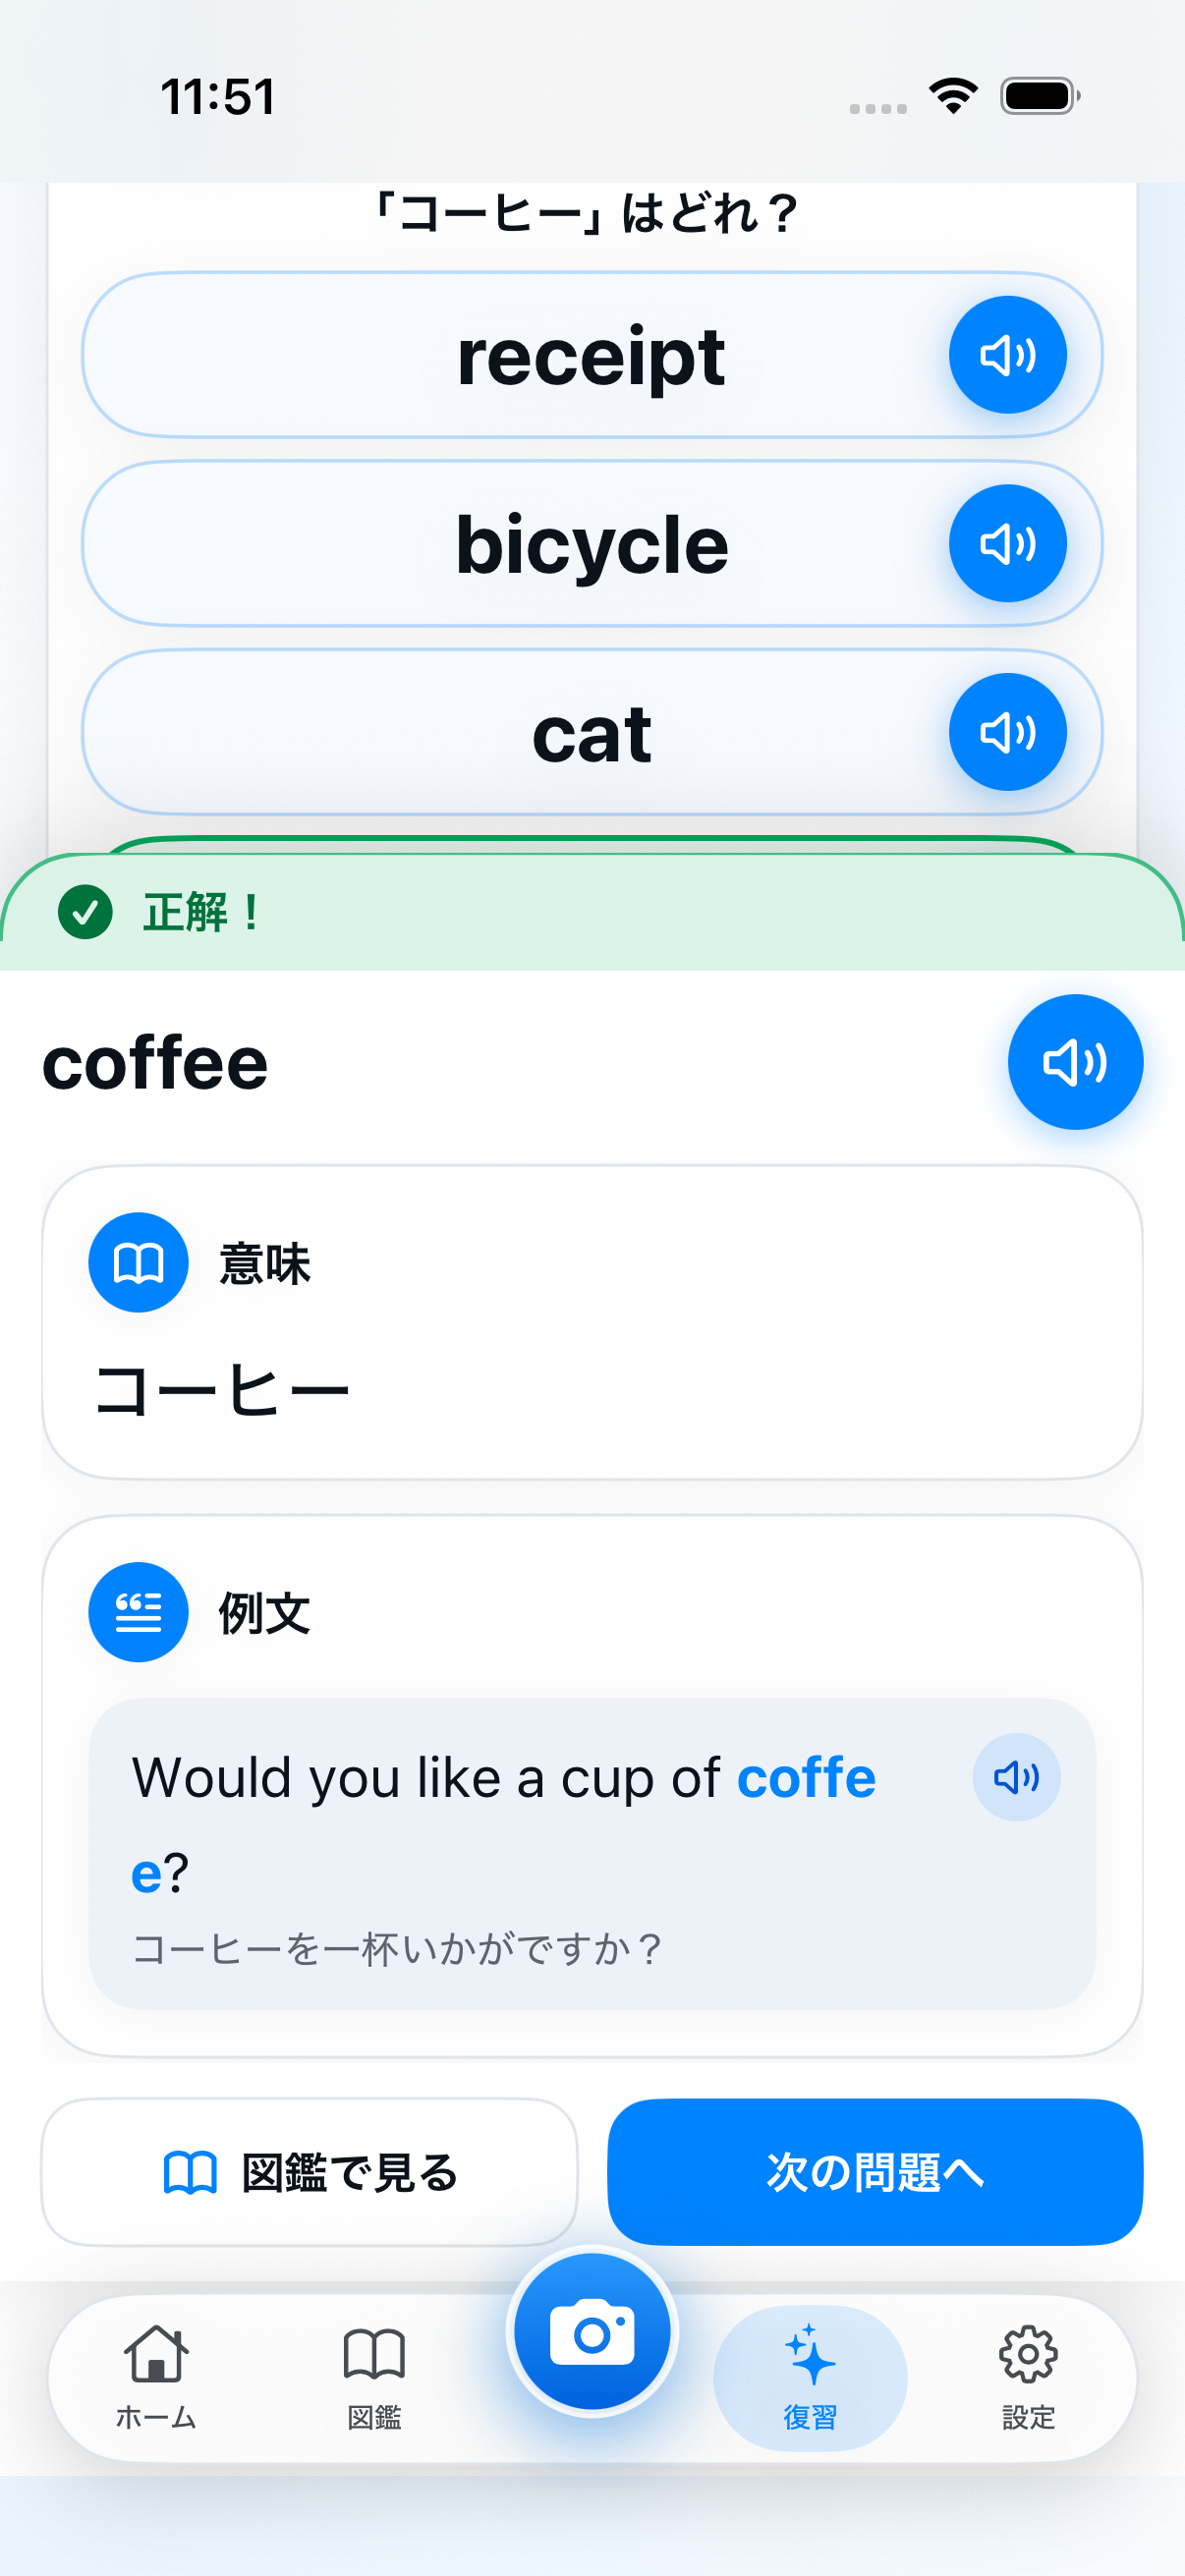 11:51
「コーヒー」はどれ？
receipt
bicycle
cat
正解！
coffee
意味
コーヒー
例文
Would you like a cup of coffe
e?
コーヒーを一杯いかがですか？
図鑑で見る
次の問題へ
ホーム
図鑑
復習
設定